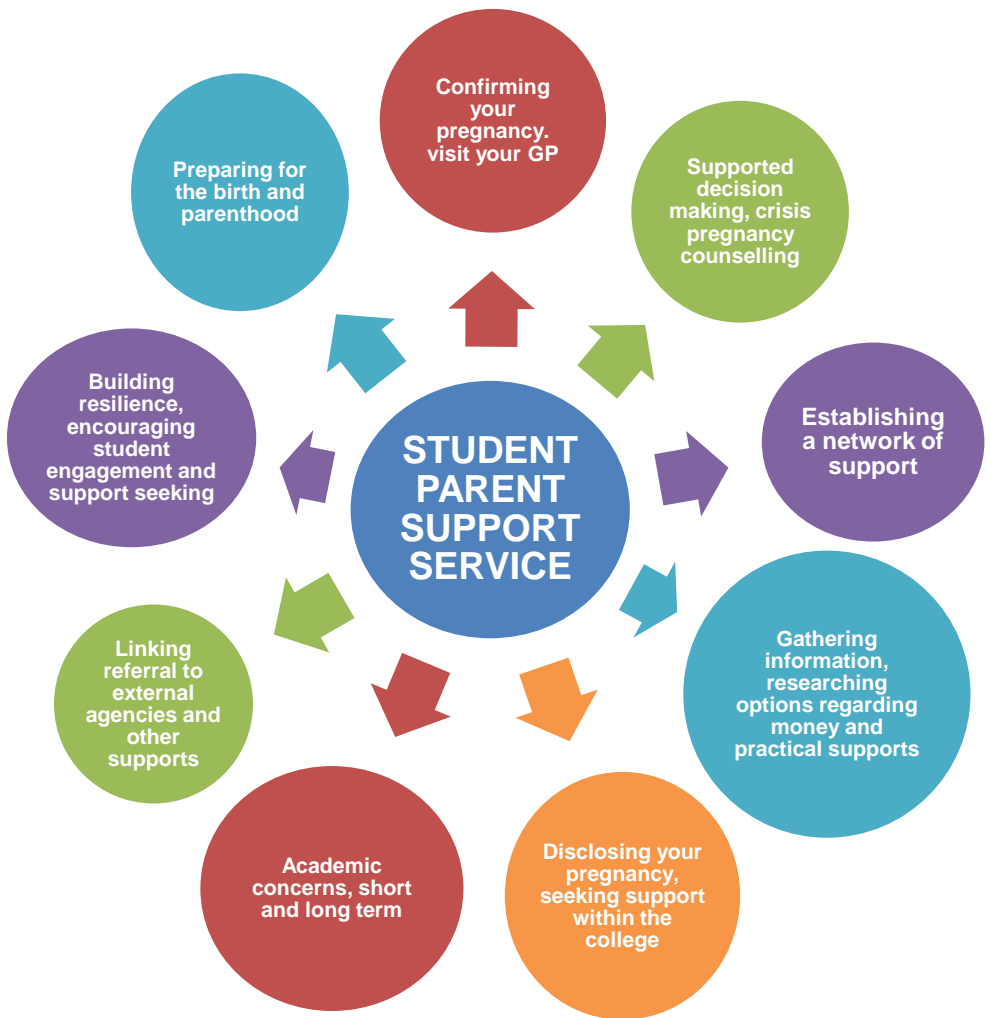 Confirming
your
pregnancy.
visit your GP
Supported
decision
making, crisis
pregnancy
counselling
Establishing
a network of
support
Gathering
information,
researching
options regarding
money and
practical supports
Disclosing your
pregnancy,
seeking support
within the
college
Academic
concerns, short
and long term
Linking
referral to
external
agencies and
other
supports
Building
resilience,
encouraging
student
engagement and
support seeking
Preparing for
the birth and
parenthood
STUDENT
PARENT
SUPPORT
SERVICE